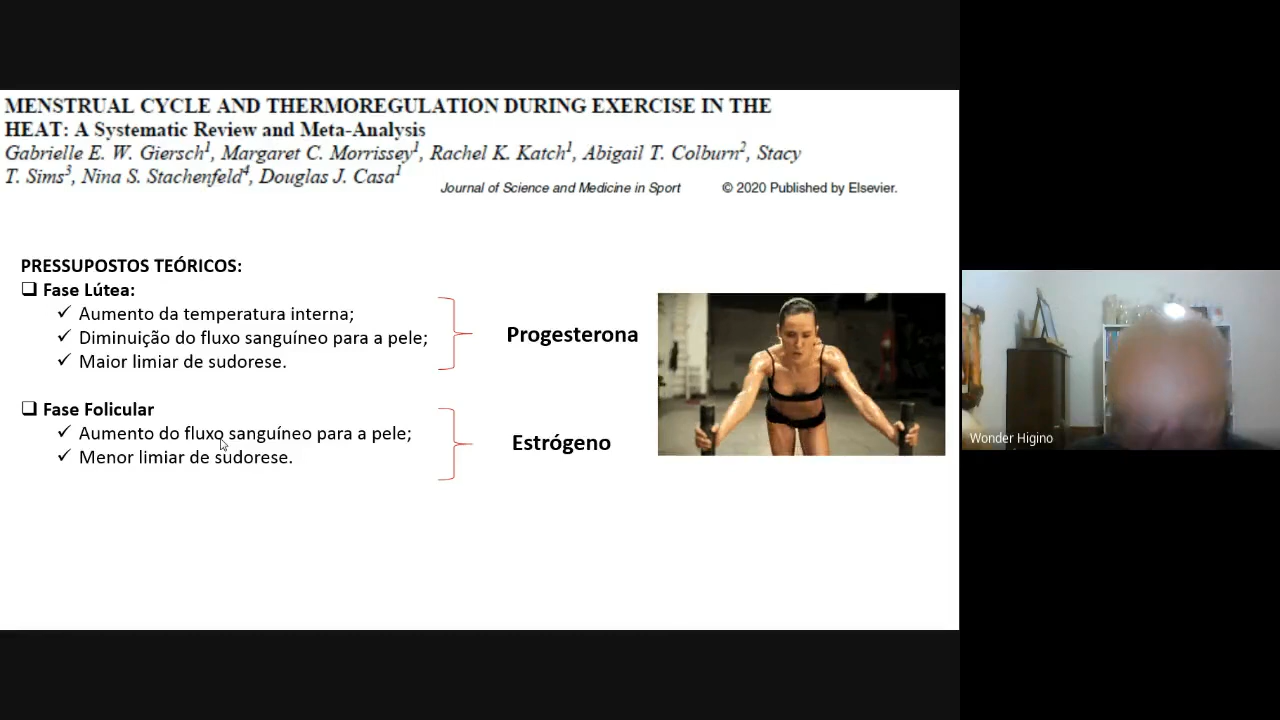 MENSTRUAL CYCLE AND THERMOREGULATION DURING EXERCISE IN THE
HEAT: A Systematic Review and Meta-Analysis
Gabrielle E. W. Giersch¹, Margaret C. Morrissey¹, Rachel K. Katch¹, Abigail T. Colburn², Stacy
T. Sims³, Nina S. Stachenfeld⁴, Douglas J. Casa¹
Journal of Science and Medicine in Sport © 2020 Published by Elsevier.
PRESSUPOSTOS TEÓRICOS:
❑ Fase Lútea:
✓ Aumento da temperatura interna;
✓ Diminuição do fluxo sanguíneo para a pele;
✓ Maior limiar de sudorese.
Progesterona
❑ Fase Folicular
✓ Aumento do fluxo sanguíneo para a pele;
✓ Menor limiar de sudorese.
Estrógeno
Wonder Higino